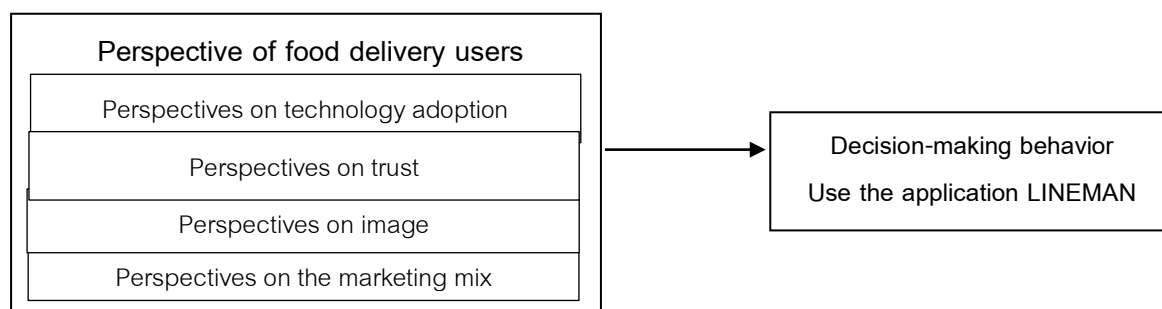 Perspective of food delivery users
Perspectives on technology adoption
Perspectives on trust
Perspectives on image
Perspectives on the marketing mix
Decision-making behavior
Use the application LINEMAN